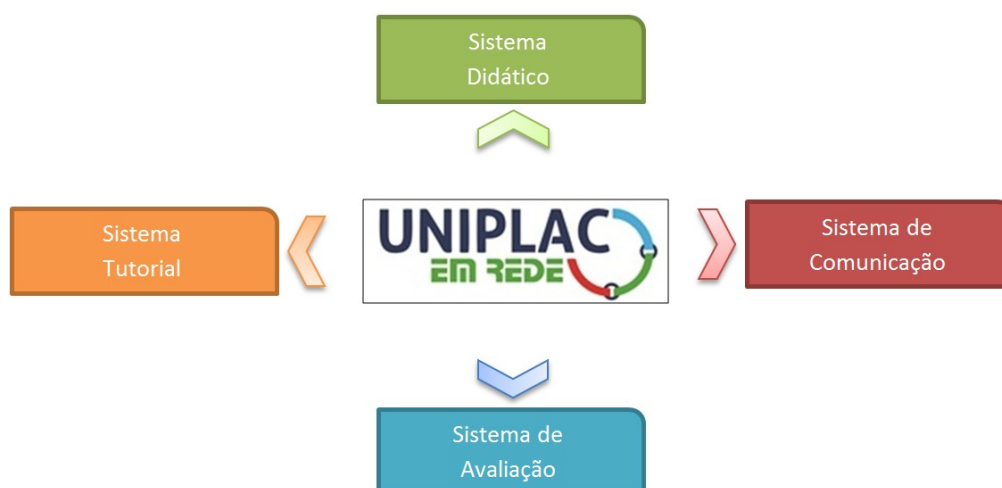 Sistema
Didático
Sistema
Tutorial
UNIPLAC
EM REDE
Sistema de
Comunicação
Sistema de
Avaliação